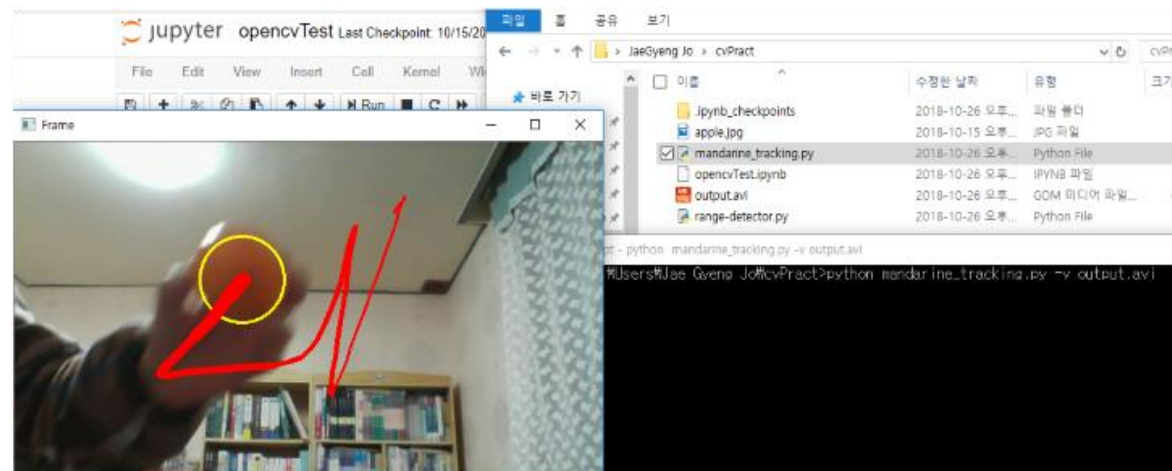 jupyter opencvTest Last Checkpoint: 10/15/20
File Edit View Insert Cell Kernel Wi
Run
Frame
파일 홈 공유 보기
JaeGyeng Jo › cvPract
cvPr
이름 수정한 날짜 유형 크기
바로 가기
.ipynb_checkpoints 2018-10-26 오후... 파일 폴더
apple.jpg 2018-10-15 오후... JPG 파일
mandarine_tracking.py 2018-10-26 오후... Python File
opencvTest.ipynb 2018-10-26 오후... IPYNB 파일
output.avi 2018-10-26 오후... GOM 미디어 파일...
range-detector.py 2018-10-26 오후... Python File
pt - python mandarine_tracking.py -v output.avi
₩Users₩Jae Gyeng Jo₩cvPract>python mandarine_tracking.py -v output.avi